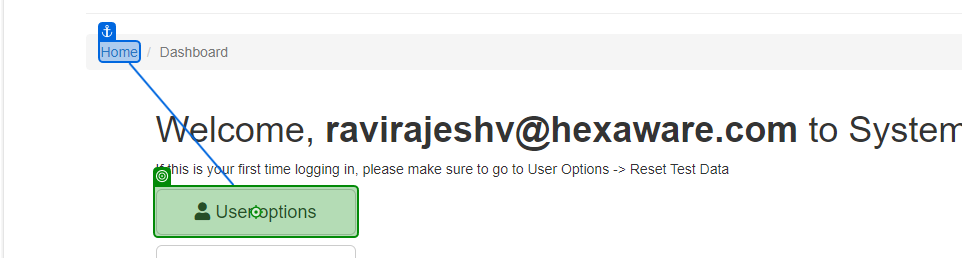 Home / Dashboard
Welcome, ravirajeshv@hexaware.com to System
If this is your first time logging in, please make sure to go to User Options -> Reset Test Data
User options